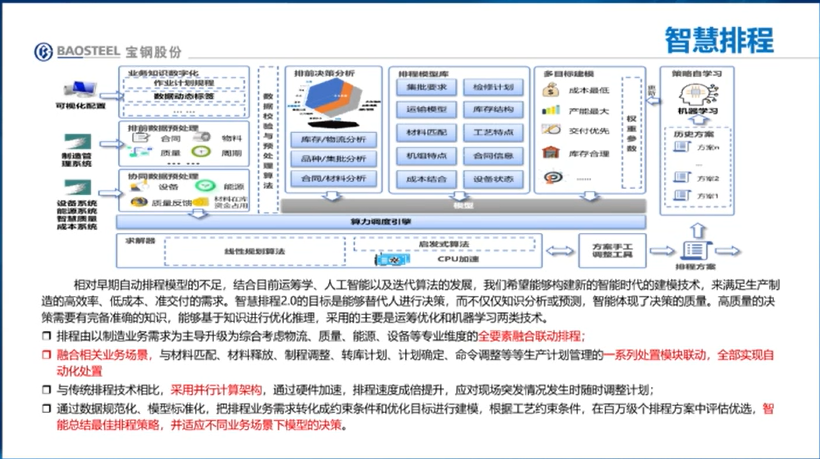 BAOSTEEL 宝钢股份
智慧排程
可视化配置
制造管
理系统
设备系统
能源系统
智慧质量
成本系统
业务知识数字化
作业计划规程
数据动态标签
排前数据预处理
合同
物料
质量
周期
协同数据预处理
设备
能源
质量反馈
材料在库
资金占用
数据校验与预处理算法
排前决策分析
库存/物流分析
品种/集批分析
合同/材料分析
排程模型库
集批要求
检修计划
运输模型
库存结构
材料匹配
工艺特点
机组特点
合同信息
成本结合
设备状态
多目标建模
成本最低
产能最大
交付优先
库存合理
......
权重参数
策略自学习
机器学习
历史方案
方案n
...
方案2
方案1
模型
算力调度引擎
求解器
线性规划算法
启发式算法
CPU加速
方案手工
调整工具
排程方案
相对早期自动排程模型的不足，结合目前运筹学、人工智能以及迭代算法的发展，我们希望能够构建新的智能时代的建模技术，来满足生产制
造的高效率、低成本、准交付的需求。智慧排程2.0的目标是能够替代人进行决策，而不仅仅知识分析或预测，智能体现了决策的质量。高质量的决
策需要有完备准确的知识，能够基于知识进行优化推理，采用的主要是运筹优化和机器学习两类技术。
排程由以制造业务需求为主导升级为综合考虑物流、质量、能源、设备等专业维度的全要素融合联动排程；
融合相关业务场景，与材料匹配、材料释放、制程调整、转库计划、计划确定、命令调整等等生产计划管理的一系列处置模块联动，全部实现自
动化处置
与传统排程技术相比，采用并行计算架构，通过硬件加速，排程速度成倍提升，应对现场突发情况发生时随时调整计划；
通过数据规范化、模型标准化，把排程业务需求转化成约束条件和优化目标进行建模，根据工艺约束条件，在百万级个排程方案中评估优选，智
能总结最佳排程策略，并适应不同业务场景下模型的决策。